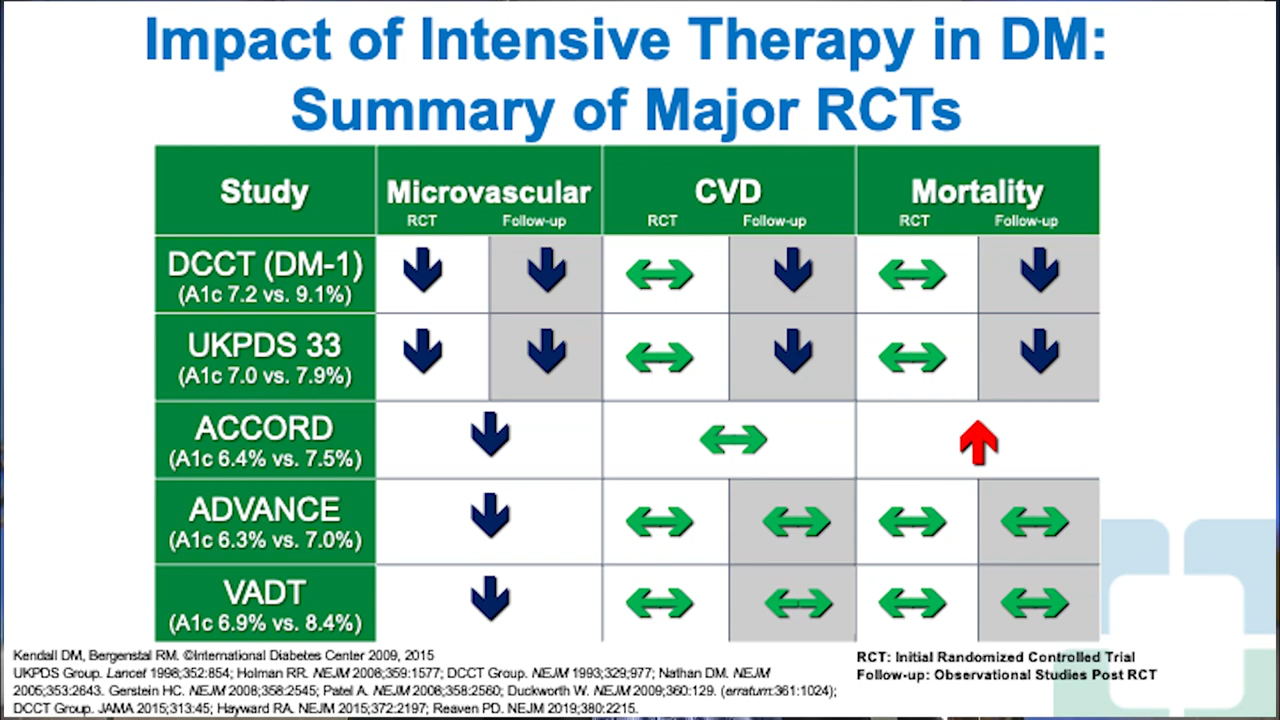 Impact of Intensive Therapy in DM:
Summary of Major RCTs
Study
Microvascular
CVD
Mortality
RCT
Follow-up
RCT
Follow-up
RCT
Follow-up
DCCT (DM-1)
(A1c 7.2 vs. 9.1%)
UKPDS 33
(A1c 7.0 vs. 7.9%)
ACCORD
(A1c 6.4% vs. 7.5%)
ADVANCE
(A1c 6.3% vs. 7.0%)
VADT
(A1c 6.9% vs. 8.4%)
Kendall DM, Bergenstal RM. ©International Diabetes Center 2009, 2015
UKPDS Group. Lancet 1998;352:854; Holman RR. NEJM 2008;359:1577; DCCT Group. NEJM 1993;329;977; Nathan DM. NEJM
2005;353:2643. Gerstein HC. NEJM 2008;358:2545; Patel A. NEJM 2008;358:2560; Duckworth W. NEJM 2009;360:129. (erratum:361:1024);
DCCT Group. JAMA 2015;313:45; Hayward RA. NEJM 2015;372:2197; Reaven PD. NEJM 2019;380:2215.
RCT: Initial Randomized Controlled Trial
Follow-up: Observational Studies Post RCT